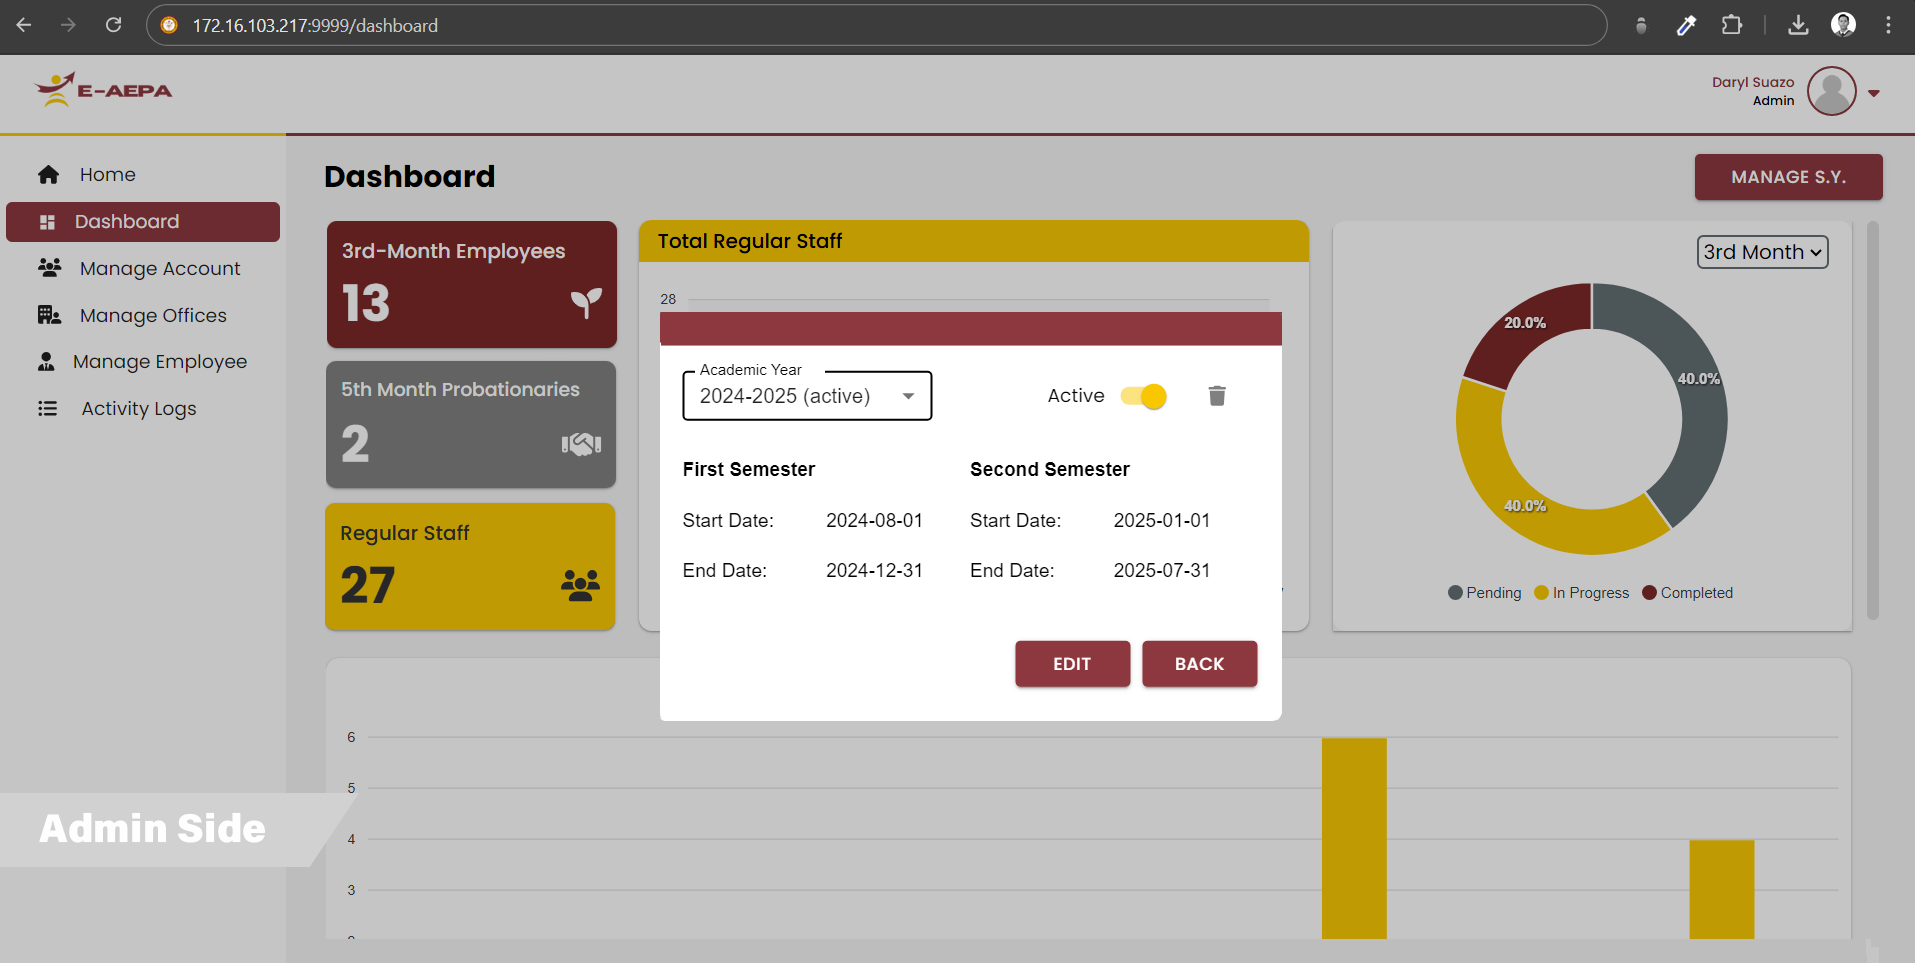 172.16.103.217:9999/dashboard
E-AEPA
Daryl Suazo
Admin
Home
Dashboard
Manage Account
Manage Offices
Manage Employee
Activity Logs
Dashboard
MANAGE S.Y.
3rd-Month Employees
13
5th Month Probationaries
2
Regular Staff
27
Total Regular Staff
28
Academic Year
2024-2025 (active)
Active
First Semester
Second Semester
Start Date: 2024-08-01
Start Date: 2025-01-01
End Date: 2024-12-31
End Date: 2025-07-31
EDIT
BACK
3rd Month
20.0%
40.0%
40.0%
Pending
In Progress
Completed
6
5
4
3
Admin Side